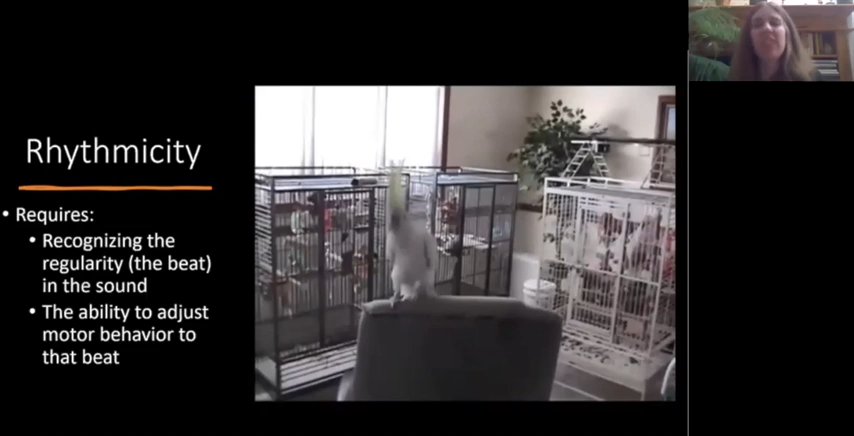 Rhythmicity
• Requires:
• Recognizing the
regularity (the beat)
in the sound
• The ability to adjust
motor behavior to
that beat